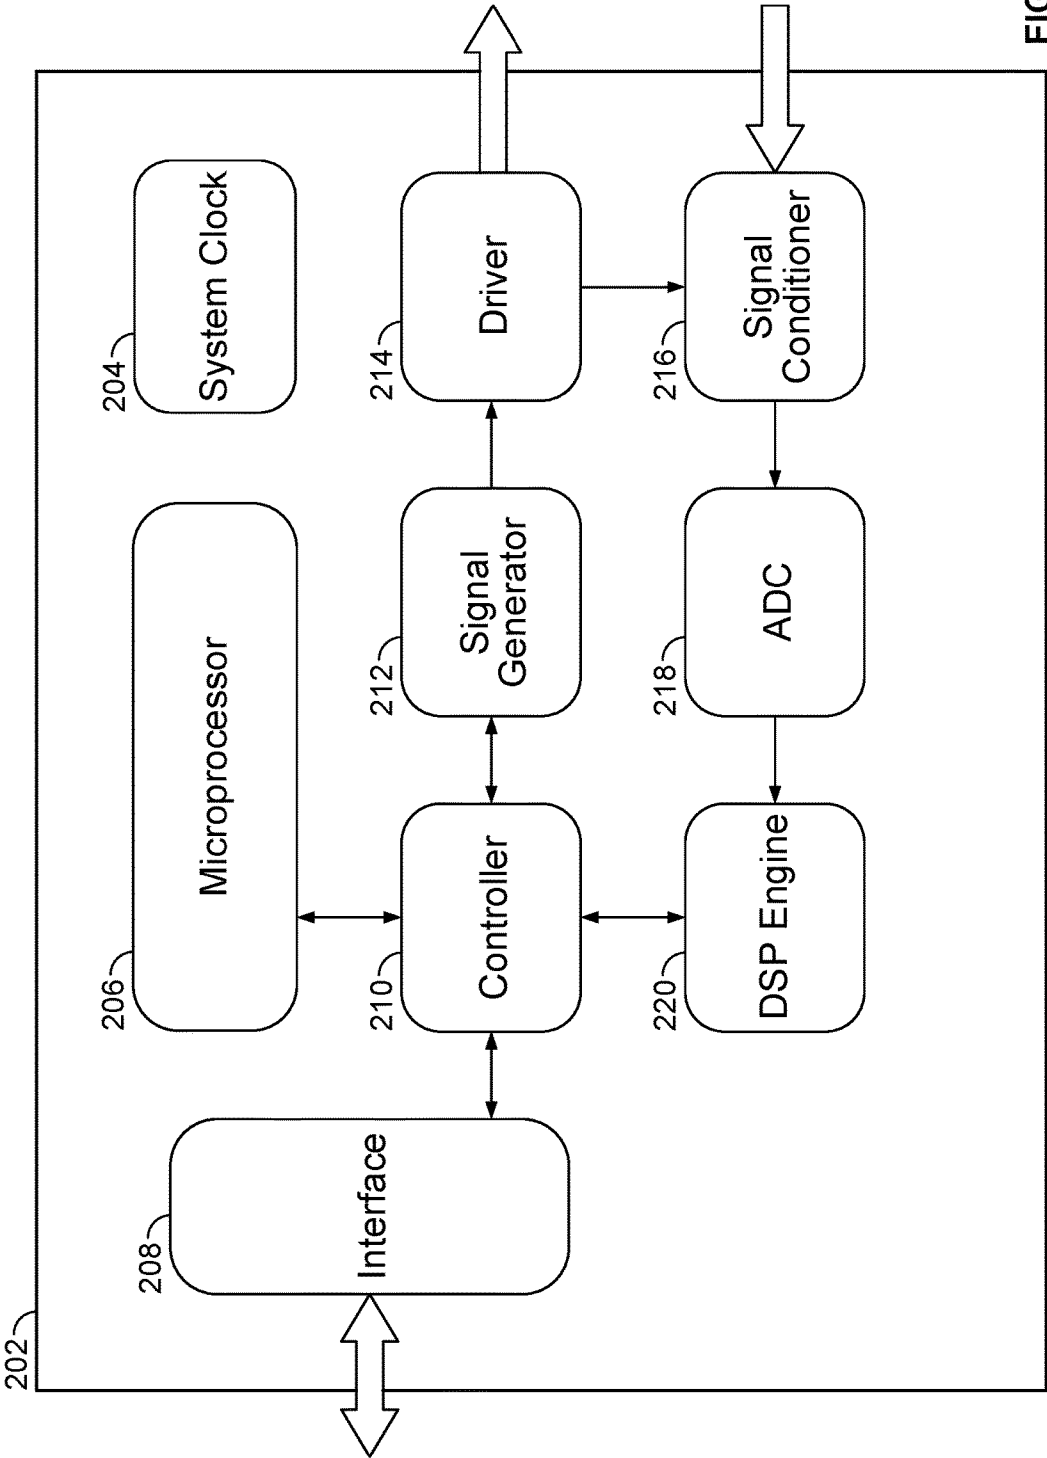 202
206
Microprocessor
204
System Clock
208
Interface
210
Controller
212
Signal
Generator
214
Driver
220
DSP Engine
218
ADC
216
Signal
Conditioner